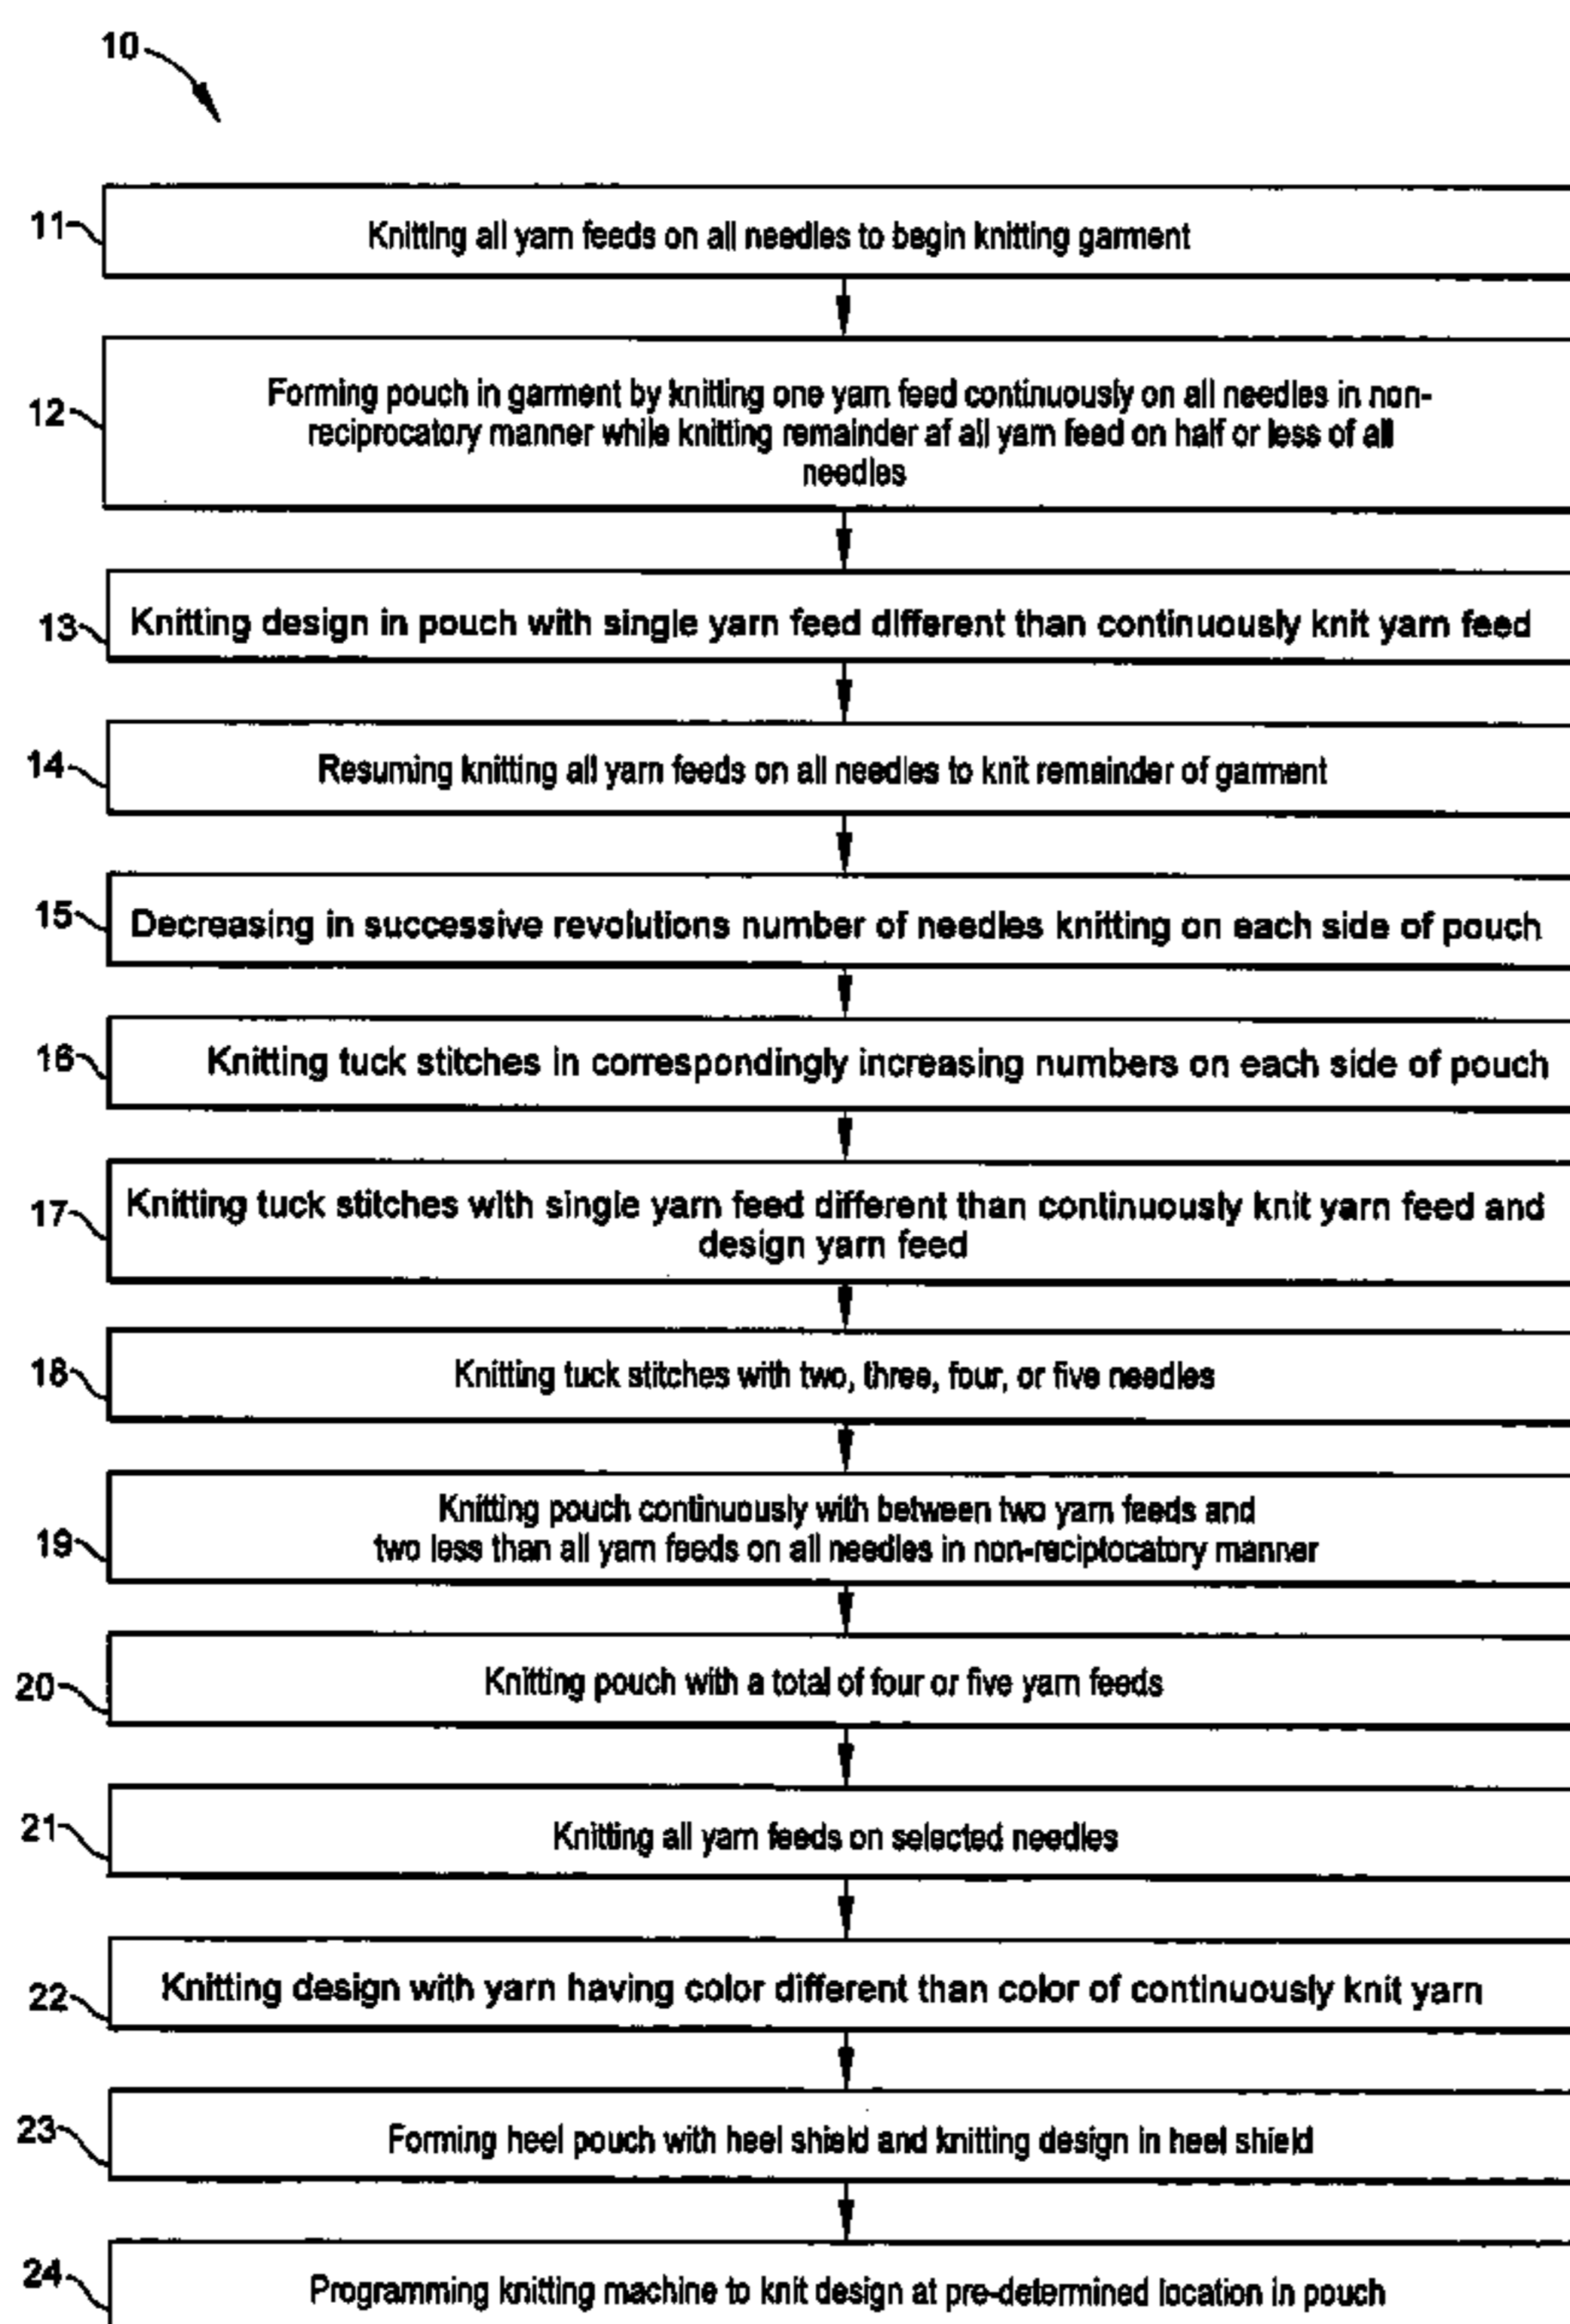 10
11 Knitting all yarn feeds on all needles to begin knitting garment
12 Forming pouch in garment by knitting one yarn feed continuously on all needles in non-
reciprocatory manner while knitting remainder af all yarn feed on half or less of all
needles
13 Knitting design in pouch with single yarn feed different than continuously knit yarn feed
14 Resuming knitting all yarn feeds on all needles to knit remainder of garment
15 Decreasing in successive revolutions number of needles knitting on each side of pouch
16 Knitting tuck stitches in correspondingly increasing numbers on each side of pouch
17 Knitting tuck stitches with single yarn feed different than continuously knit yarn feed and
design yarn feed
18 Knitting tuck stitches with two, three, four, or five needles
19 Knitting pouch continuously with between two yarn feeds and
two less than all yarn feeds on all needles in non-reciptocatory manner
20 Knitting pouch with a total of four or five yarn feeds
21 Knitting all yarn feeds on selected needles
22 Knitting design with yarn having color different than color of continuously knit yarn
23 Forming heel pouch with heel shield and knitting design in heel shield
24 Programming knitting machine to knit design at pre-determined location in pouch